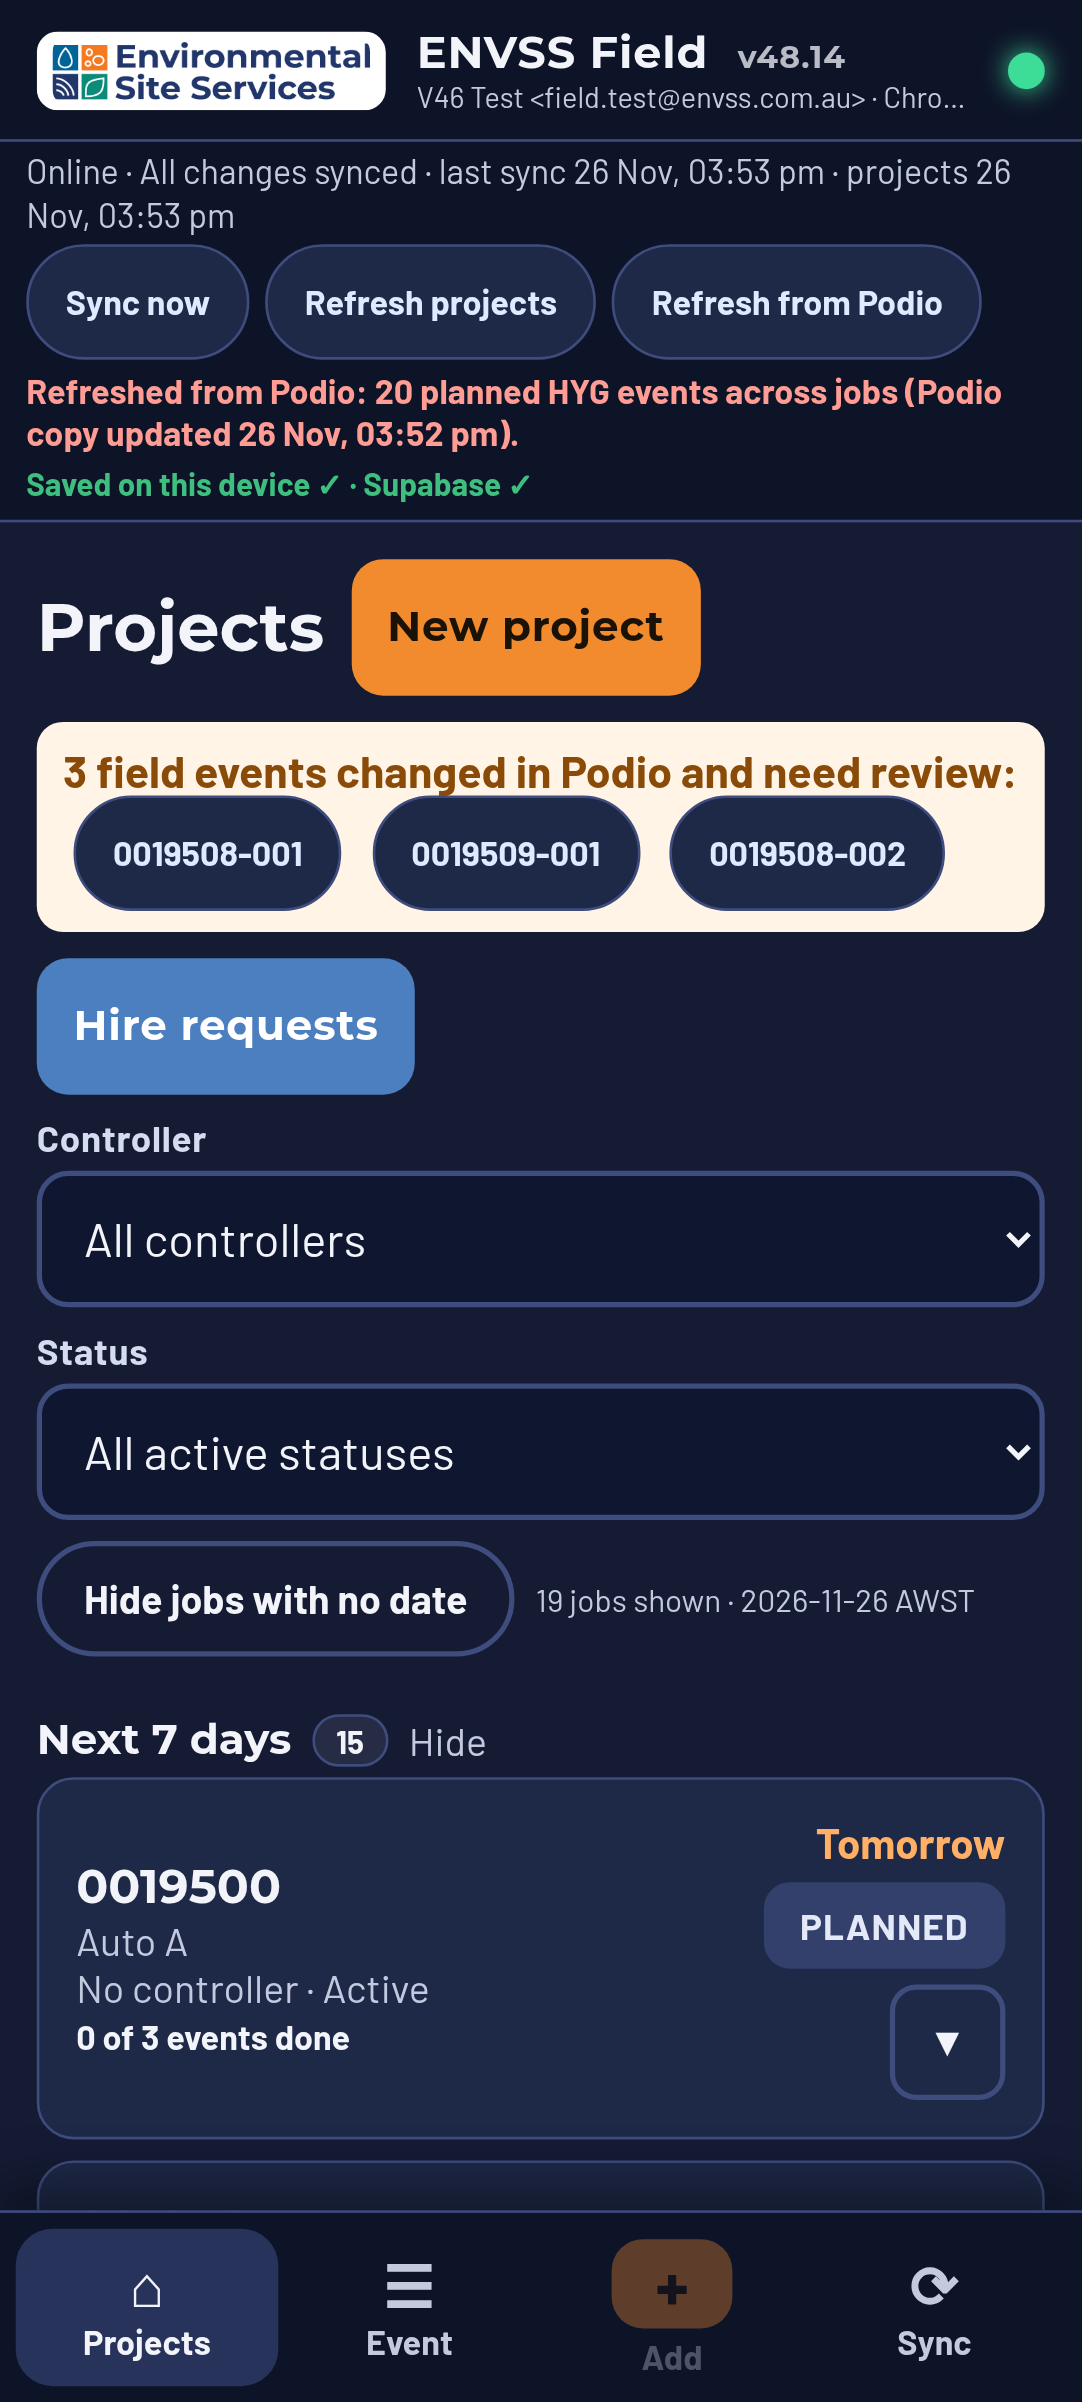 Environmental
Site Services
ENVSS Field v48.14
V46 Test <field.test@envss.com.au> · Chro...
Online · All changes synced · last sync 26 Nov, 03:53 pm · projects 26
Nov, 03:53 pm
Sync now
Refresh projects
Refresh from Podio
Refreshed from Podio: 20 planned HYG events across jobs (Podio
copy updated 26 Nov, 03:52 pm).
Saved on this device ✓ · Supabase ✓
Projects
New project
3 field events changed in Podio and need review:
0019508-001
0019509-001
0019508-002
Hire requests
Controller
All controllers
Status
All active statuses
Hide jobs with no date
19 jobs shown · 2026-11-26 AWST
Next 7 days 15 Hide
Tomorrow
0019500
PLANNED
Auto A
No controller · Active
0 of 3 events done
Projects
Event
Add
Sync